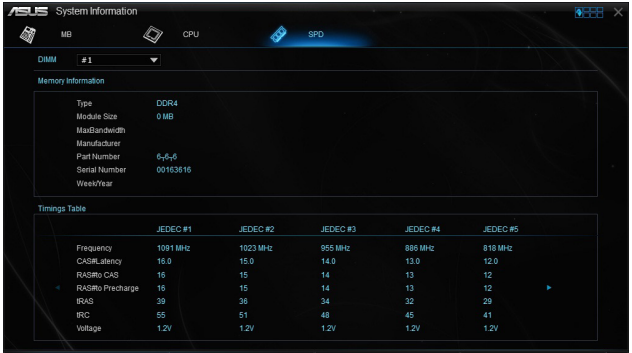 ASUS System Information
MB CPU SPD
DIMM #1
Memory Information
Type DDR4
Module Size 0 MB
MaxBandwidth
Manufacturer
Part Number 6┐6┐6
Serial Number 00163616
Week/Year
Timings Table
JEDEC #1 JEDEC #2 JEDEC #3 JEDEC #4 JEDEC #5
Frequency 1091 MHz 1023 MHz 955 MHz 886 MHz 818 MHz
CAS#Latency 16.0 15.0 14.0 13.0 12.0
RAS#to CAS 16 15 14 13 12
RAS#to Precharge 16 15 14 13 12
tRAS 39 36 34 32 29
tRC 55 51 48 45 41
Voltage 1.2V 1.2V 1.2V 1.2V 1.2V